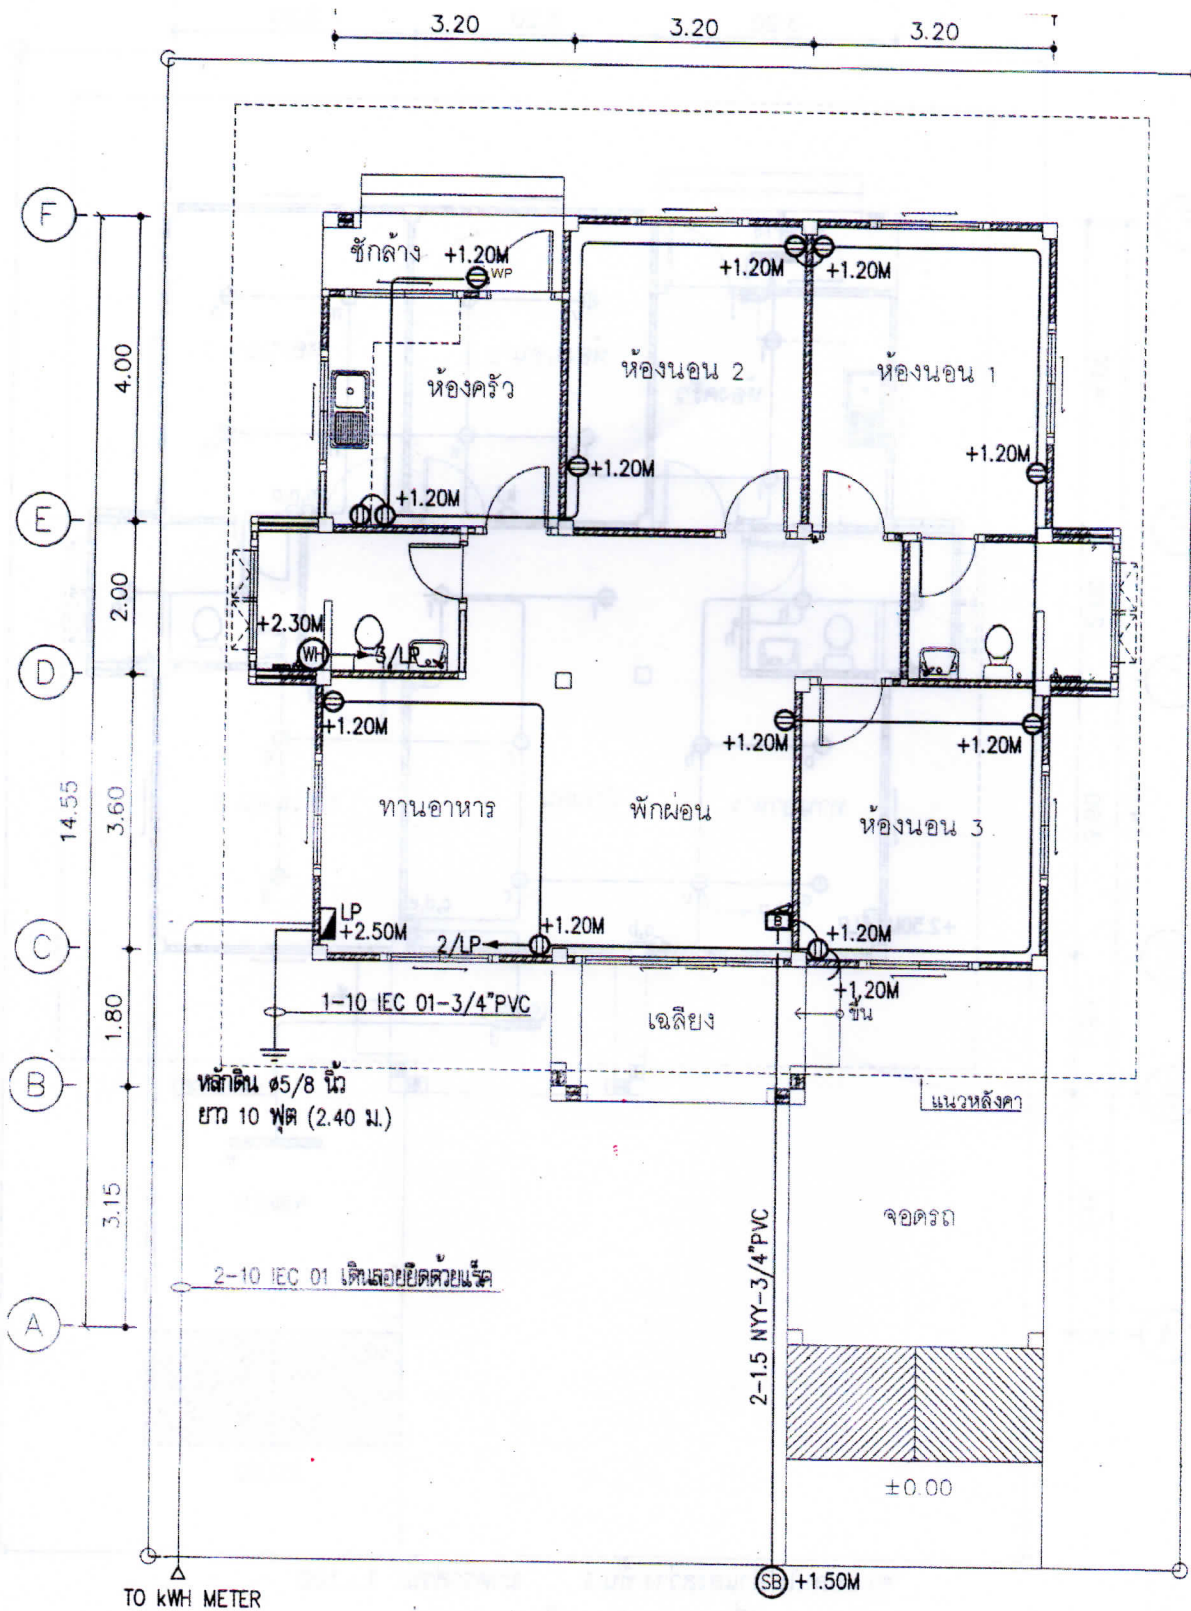 3.20 3.20 3.20
F
ซักล้าง +1.20M
WP
+1.20M +1.20M
4.00
ห้องครัว ห้องนอน 2 ห้องนอน 1
+1.20M
+1.20M
+1.20M
E
2.00
+2.30M
WH 3/LP
D
+1.20M
+1.20M +1.20M
14.55
3.60
ทานอาหาร พักผ่อน ห้องนอน 3
LP
+2.50M
B
+1.20M +1.20M
2/LP
C
+1.20M
1-10 IEC 01-3/4"PVC
เฉลียง
ขึ้น
1.80
B
หลักดิน ø5/8 นิ้ว
ยาว 10 ฟุต (2.40 ม.)
แนวหลังคา
3.15
จอดรถ
2-10 IEC 01 เดินลอยยึดด้วยแร็ค
2-1.5 NYY-3/4"PVC
A
±0.00
SB +1.50M
TO kWH METER